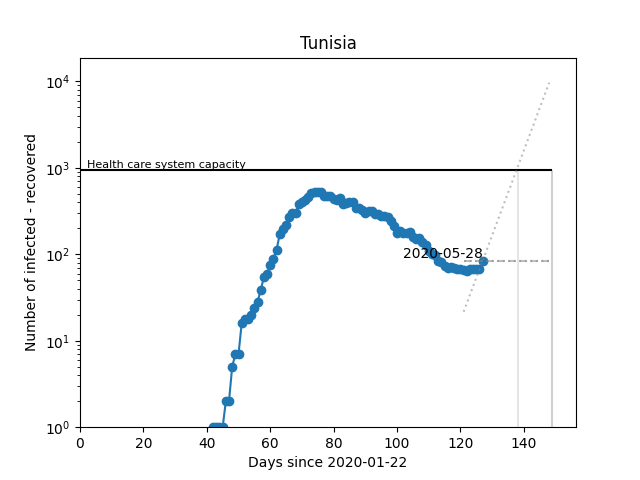 Tunisia
Number of infected - recovered
10^4
10^3
10^2
10^1
10^0
Health care system capacity
2020-05-28
0 20 40 60 80 100 120 140
Days since 2020-01-22